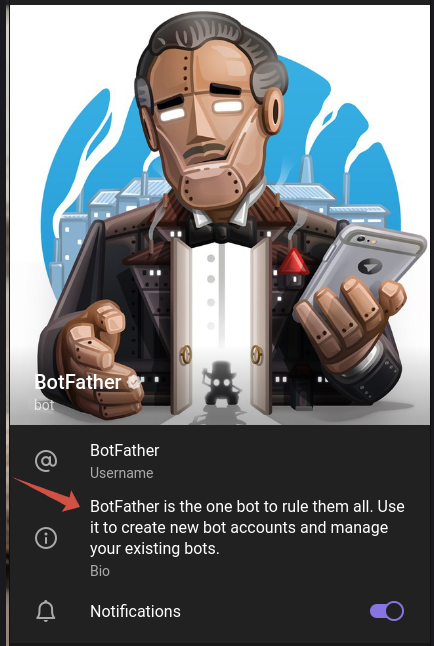 BotFather
bot
BotFather
Username
BotFather is the one bot to rule them all. Use
it to create new bot accounts and manage
your existing bots.
Bio
Notifications